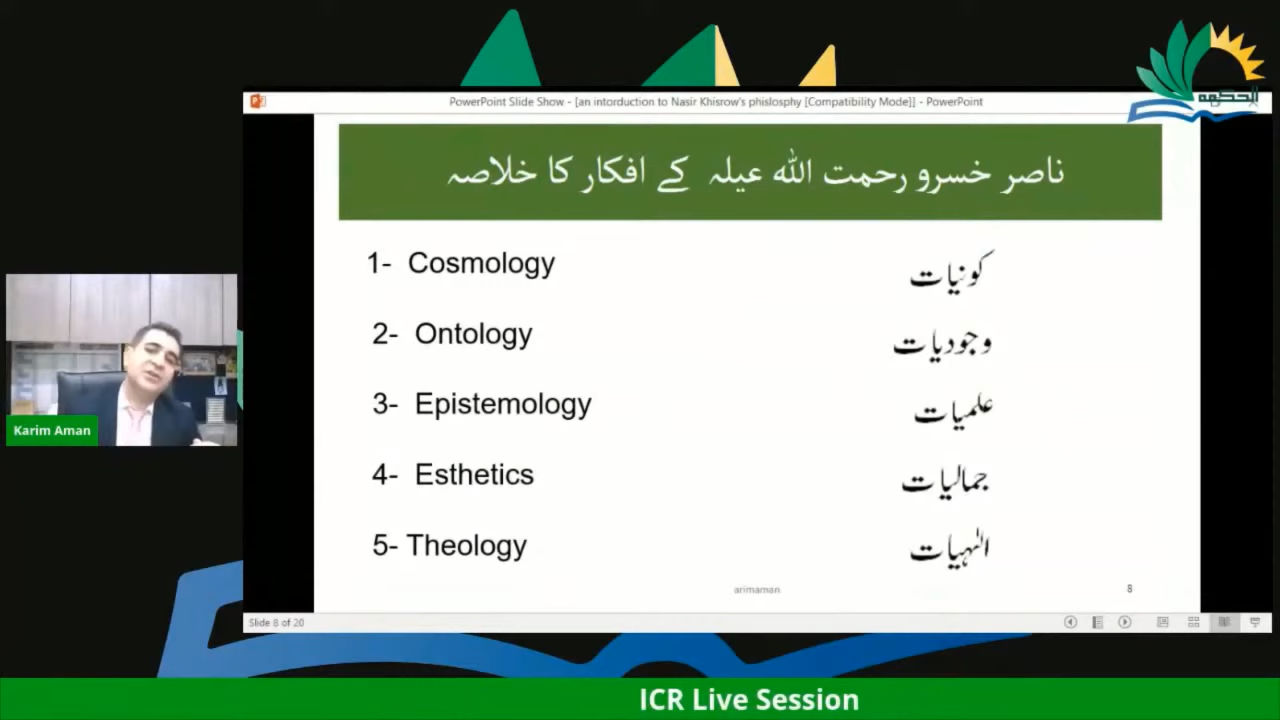 الحكمة
PowerPoint Slide Show - [an intorduction to Nasir Khisrow's phislosphy [Compatibility Mode]] - PowerPoint
ناصر خسرو رحمت اللہ عیلہ کے افکار کا خلاصہ
1- Cosmology کونیات
2- Ontology وجودیات
3- Epistemology علمیات
4- Esthetics جمالیات
5- Theology الٰہیات
Karim Aman
arimaman 8
Slide 8 of 20
ICR Live Session